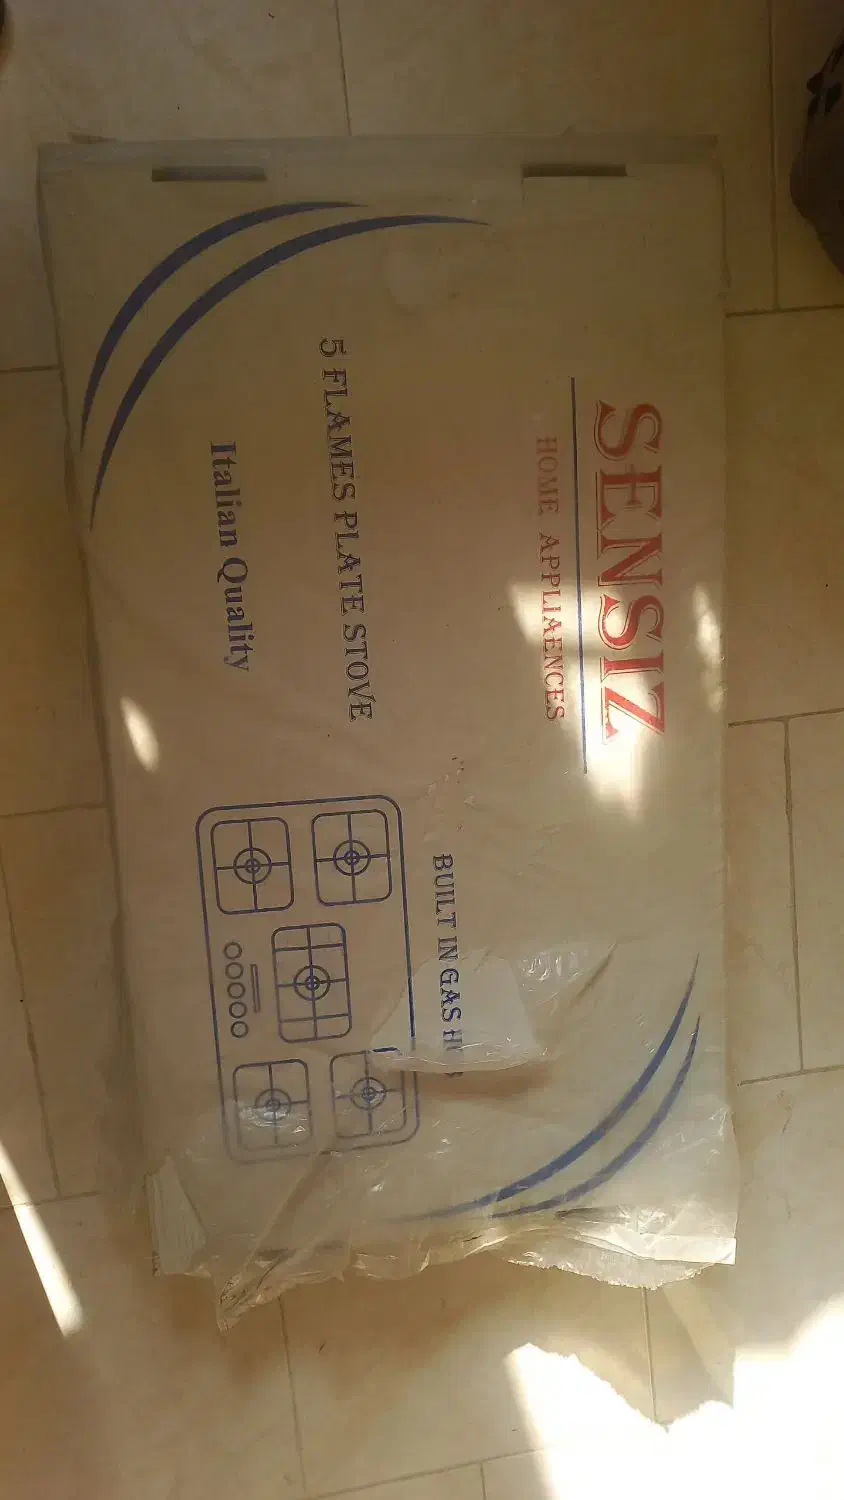 SENSIZ
HOME APPLIAENCES
5 FLAMES PLATE STOVE
Italian Quality
BUILT IN GAS